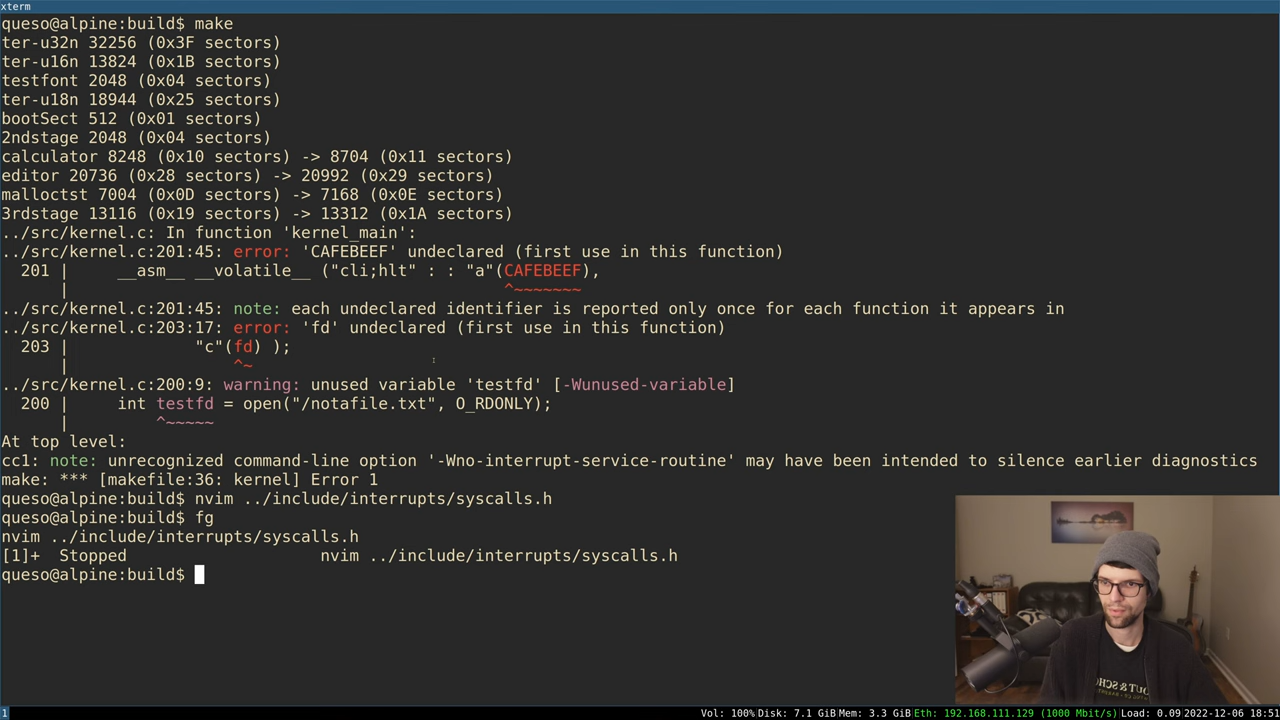 xterm
queso@alpine:build$ make
ter-u32n 32256 (0x3F sectors)
ter-u16n 13824 (0x1B sectors)
testfont 2048 (0x04 sectors)
ter-u18n 18944 (0x25 sectors)
bootSect 512 (0x01 sectors)
2ndstage 2048 (0x04 sectors)
calculator 8248 (0x10 sectors) -> 8704 (0x11 sectors)
editor 20736 (0x28 sectors) -> 20992 (0x29 sectors)
malloctst 7004 (0x0D sectors) -> 7168 (0x0E sectors)
3rdstage 13116 (0x19 sectors) -> 13312 (0x1A sectors)
../src/kernel.c: In function 'kernel_main':
../src/kernel.c:201:45: error: 'CAFEBEEF' undeclared (first use in this function)
  201 |     __asm__ __volatile__ ("cli;hlt" : : "a"(CAFEBEEF),
      |                                             ^~~~~~~~
../src/kernel.c:201:45: note: each undeclared identifier is reported only once for each function it appears in
../src/kernel.c:203:17: error: 'fd' undeclared (first use in this function)
  203 |             "c"(fd) );
      |                 ^~
../src/kernel.c:200:9: warning: unused variable 'testfd' [-Wunused-variable]
  200 |     int testfd = open("/notafile.txt", O_RDONLY);
      |         ^~~~~~
At top level:
cc1: note: unrecognized command-line option '-Wno-interrupt-service-routine' may have been intended to silence earlier diagnostics
make: *** [makefile:36: kernel] Error 1
queso@alpine:build$ nvim ../include/interrupts/syscalls.h
queso@alpine:build$ fg
nvim ../include/interrupts/syscalls.h
[1]+  Stopped                 nvim ../include/interrupts/syscalls.h
queso@alpine:build$
1 Vol: 100% Disk: 7.1 GiB Mem: 3.3 GiB Eth: 192.168.111.129 (1000 Mbit/s) Load: 0.09 2022-12-06 18:51